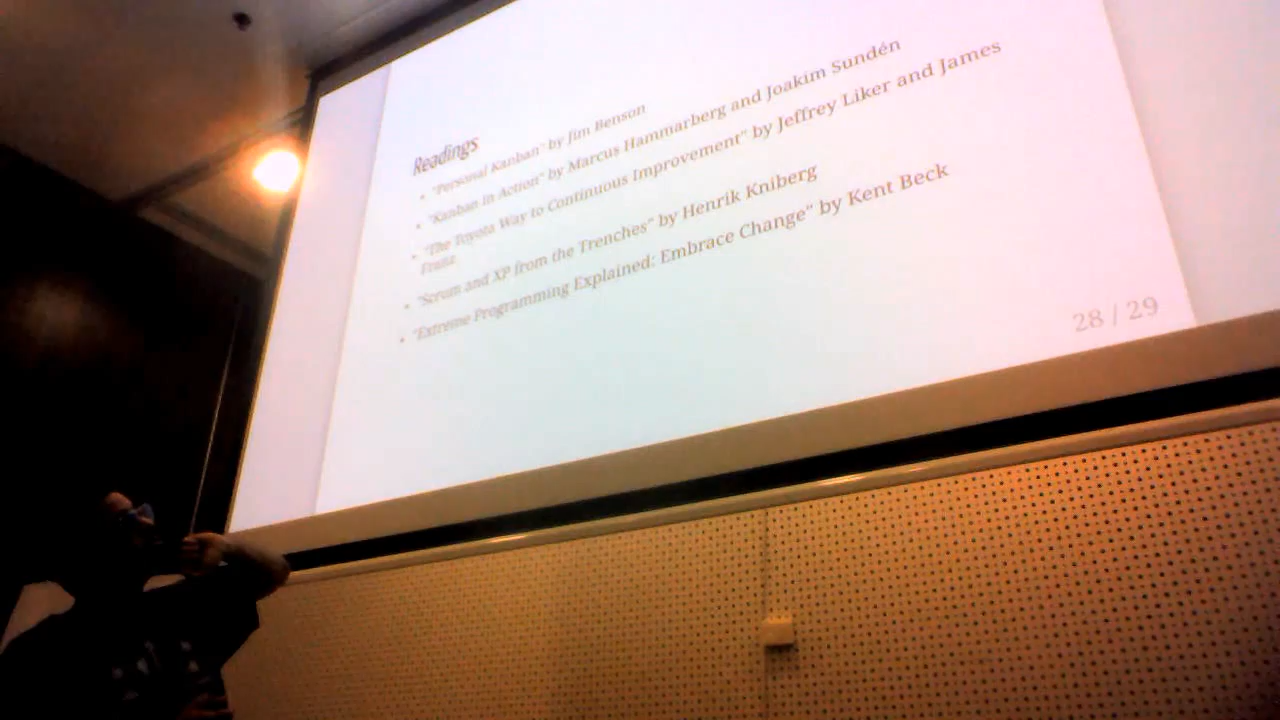 Readings
• "Personal Kanban" by Jim Benson
• "Kanban in Action" by Marcus Hammarberg and Joakim Sundén
• "The Toyota Way to Continuous Improvement" by Jeffrey Liker and James
Franz
• "Scrum and XP from the Trenches" by Henrik Kniberg
• "Extreme Programming Explained: Embrace Change" by Kent Beck
28 / 29